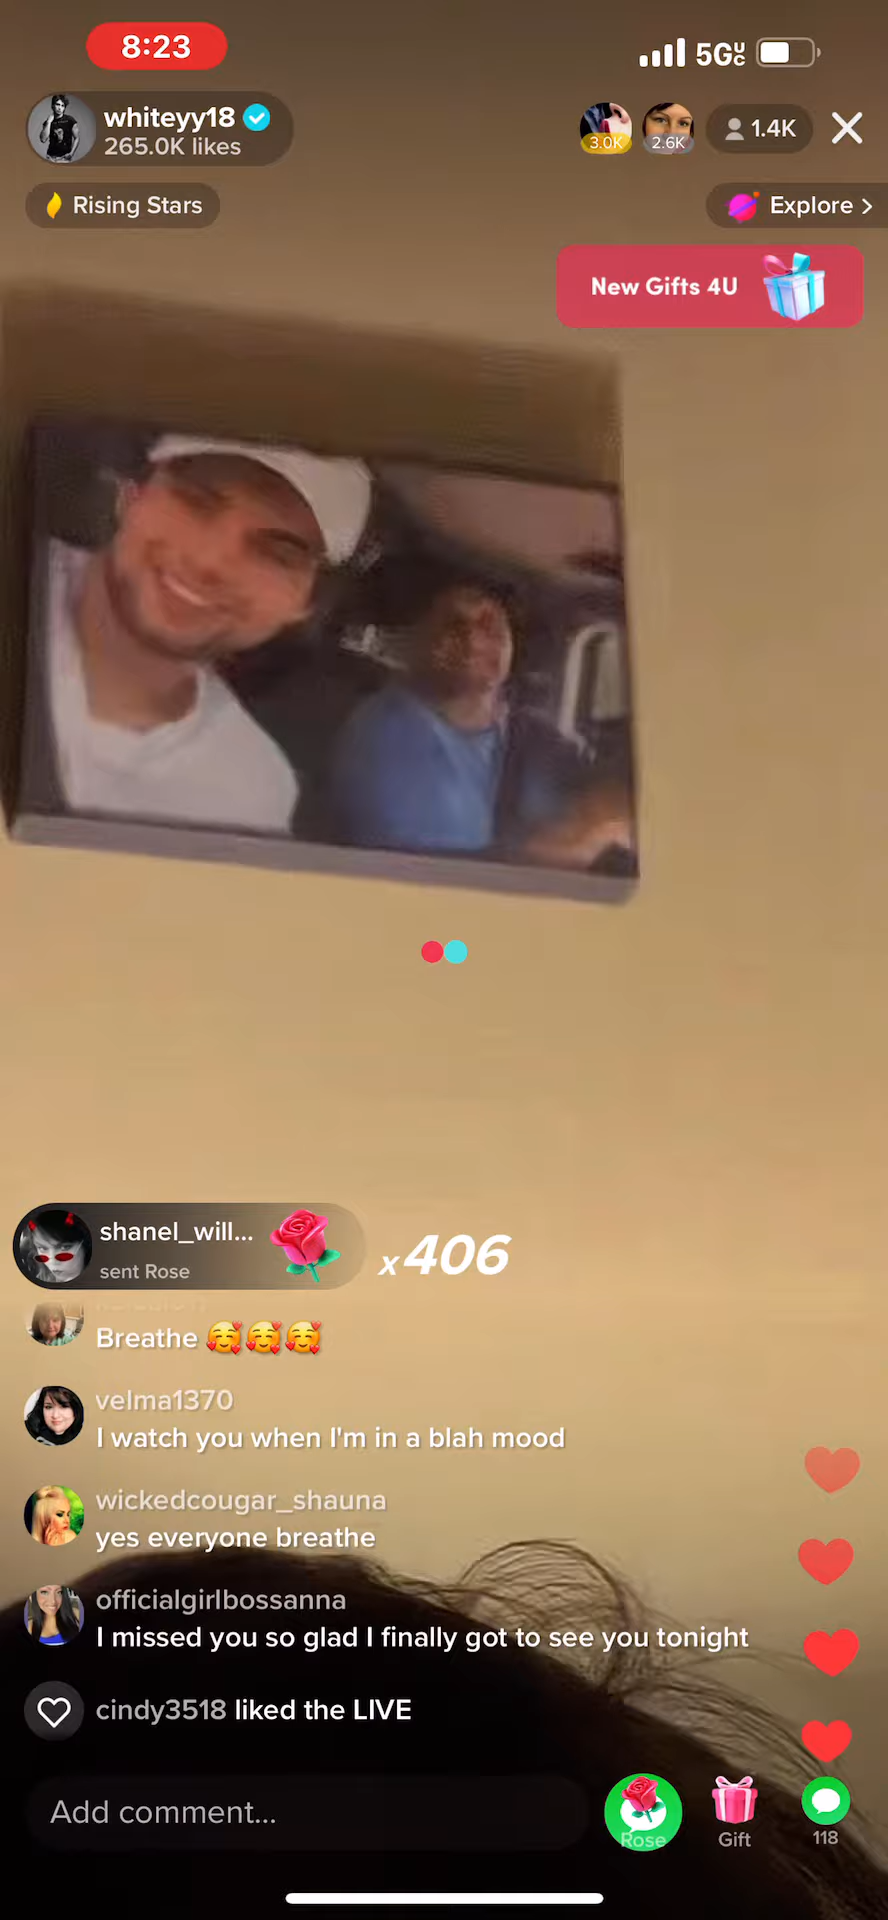 8:23
5Gᵁᶜ
whiteyy18
265.0K likes
3.0K
2.6K
1.4K
Rising Stars
Explore >
New Gifts 4U
shanel_will...
sent Rose
x406
Breathe 🥰🥰🥰
velma1370
I watch you when I'm in a blah mood
wickedcougar_shauna
yes everyone breathe
officialgirlbossanna
I missed you so glad I finally got to see you tonight
cindy3518 liked the LIVE
Add comment...
Rose
Gift
118